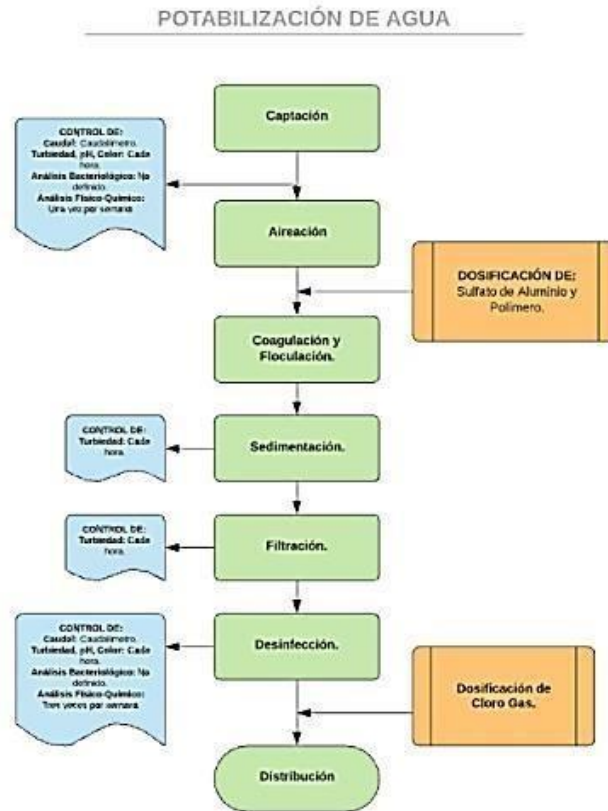 POTABILIZACIÓN DE AGUA
Captación
CONTROL DE:
Caudal: Caudalímetro.
Turbiedad, pH, Color: Cada
hora.
Análisis Bacteriológico: No
definido.
Análisis Físico-Químico:
Una vez por semana
Aireación
DOSIFICACIÓN DE:
Sulfato de Aluminio y
Polímero.
Coagulación y
Floculación.
CONTROL DE:
Turbiedad: Cada
hora.
Sedimentación.
CONTROL DE:
Turbiedad: Cada
hora.
Filtración.
CONTROL DE:
Caudal: Caudalímetro.
Turbiedad, pH, Color: Cada
hora.
Análisis Bacteriológico: No
definido.
Análisis Físico-Químico:
Tres veces por semana
Desinfección.
Dosificación de
Cloro Gas.
Distribución